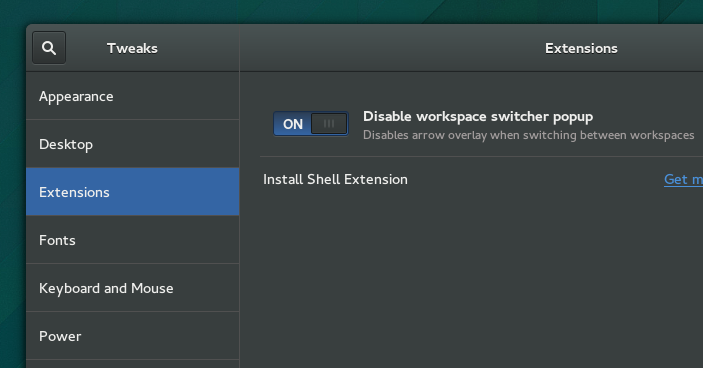 Tweaks
Extensions
Appearance
Desktop
Extensions
Fonts
Keyboard and Mouse
Power
ON
Disable workspace switcher popup
Disables arrow overlay when switching between workspaces
Install Shell Extension
Get m